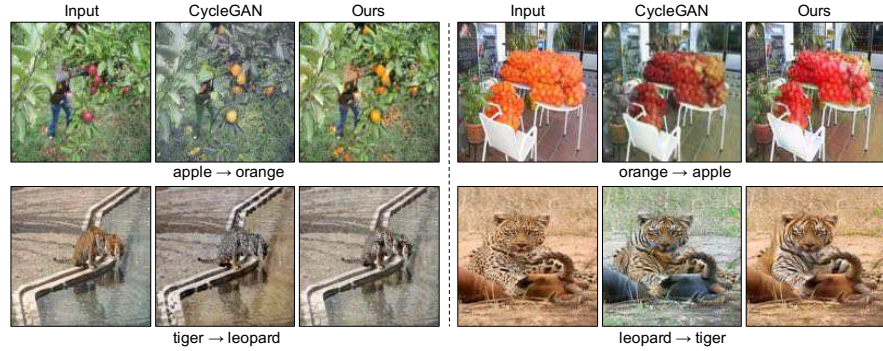 Input CycleGAN Ours Input CycleGAN Ours
apple → orange orange → apple
tiger → leopard leopard → tiger